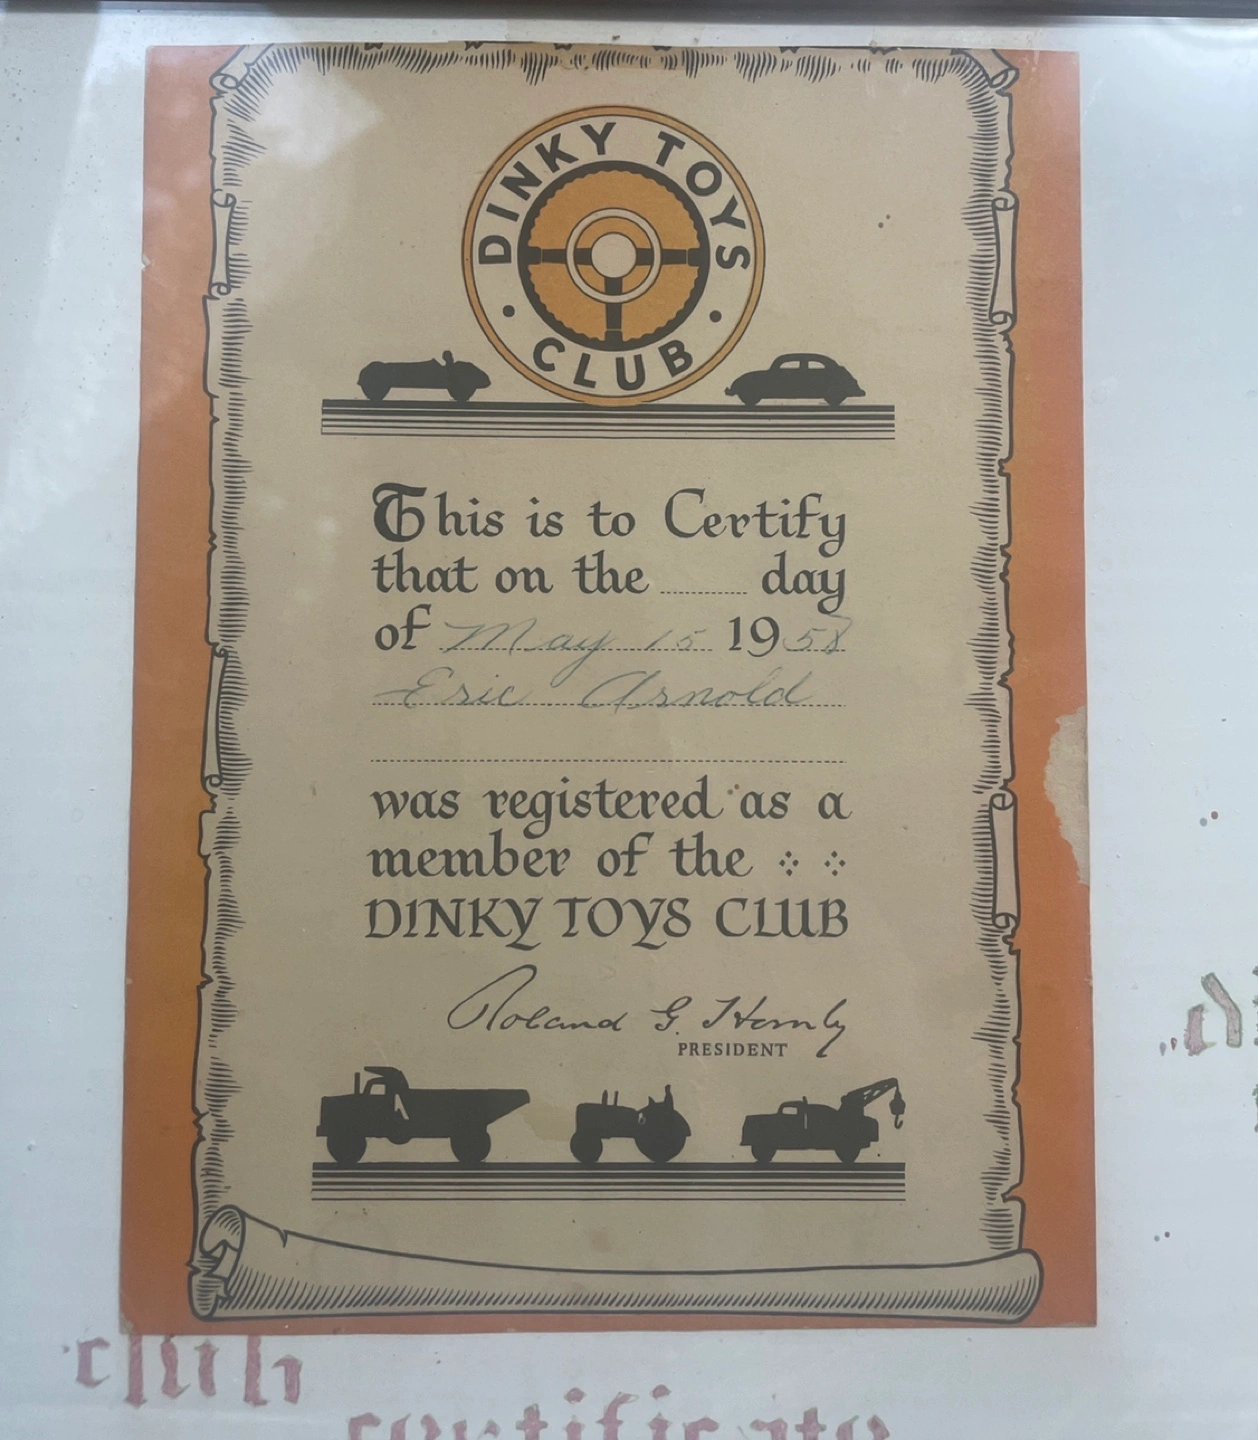 DINKY TOYS
CLUB
This is to Certify
that on the ........ day
of May 15 1958
Eric Arnold
was registered as a
member of the
DINKY TOYS CLUB
Roland G. Hornby
PRESIDENT
club
certificate